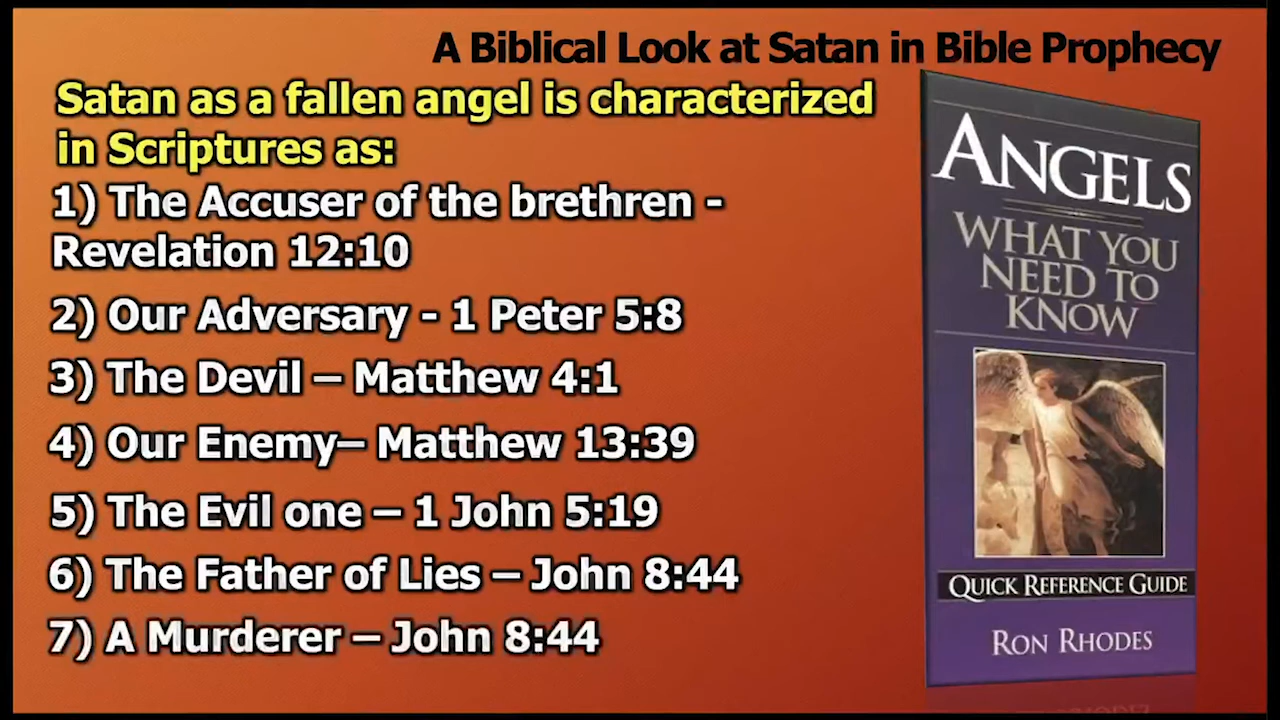 A Biblical Look at Satan in Bible Prophecy
Satan as a fallen angel is characterized
in Scriptures as:
1) The Accuser of the brethren -
Revelation 12:10
2) Our Adversary - 1 Peter 5:8
3) The Devil – Matthew 4:1
4) Our Enemy– Matthew 13:39
5) The Evil one – 1 John 5:19
6) The Father of Lies – John 8:44
7) A Murderer – John 8:44
ANGELS
WHAT YOU
NEED TO
KNOW
QUICK REFERENCE GUIDE
RON RHODES